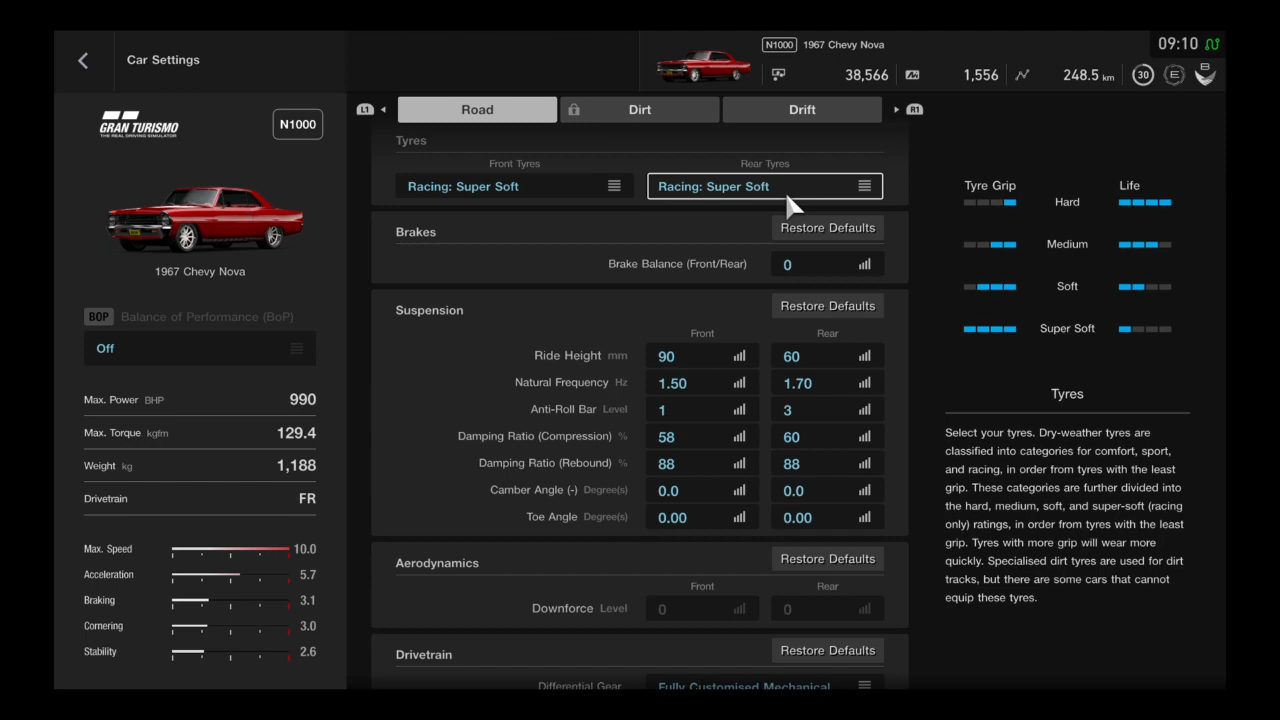 Car Settings
N1000 1967 Chevy Nova
09:10
38,566 1,556 248.5 km 30 E B
L1 Road Dirt Drift R1
GRAN TURISMO
THE REAL DRIVING SIMULATOR
N1000
1967 Chevy Nova
BOP Balance of Performance (BoP)
Off
Max. Power BHP 990
Max. Torque kgfm 129.4
Weight kg 1,188
Drivetrain FR
Max. Speed 10.0
Acceleration 5.7
Braking 3.1
Cornering 3.0
Stability 2.6
Tyres
Front Tyres Rear Tyres
Racing: Super Soft Racing: Super Soft
Brakes Restore Defaults
Brake Balance (Front/Rear) 0
Suspension Restore Defaults
Front Rear
Ride Height mm 90 60
Natural Frequency Hz 1.50 1.70
Anti-Roll Bar Level 1 3
Damping Ratio (Compression) % 58 60
Damping Ratio (Rebound) % 88 88
Camber Angle (-) Degree(s) 0.0 0.0
Toe Angle Degree(s) 0.00 0.00
Aerodynamics Restore Defaults
Front Rear
Downforce Level 0 0
Drivetrain Restore Defaults
Differential Gear Fully Customised Mechanical
Tyre Grip Life
Hard
Medium
Soft
Super Soft
Tyres
Select your tyres. Dry-weather tyres are
classified into categories for comfort, sport,
and racing, in order from tyres with the least
grip. These categories are further divided into
the hard, medium, soft, and super-soft (racing
only) ratings, in order from tyres with the least
grip. Tyres with more grip will wear more
quickly. Specialised dirt tyres are used for dirt
tracks, but there are some cars that cannot
equip these tyres.